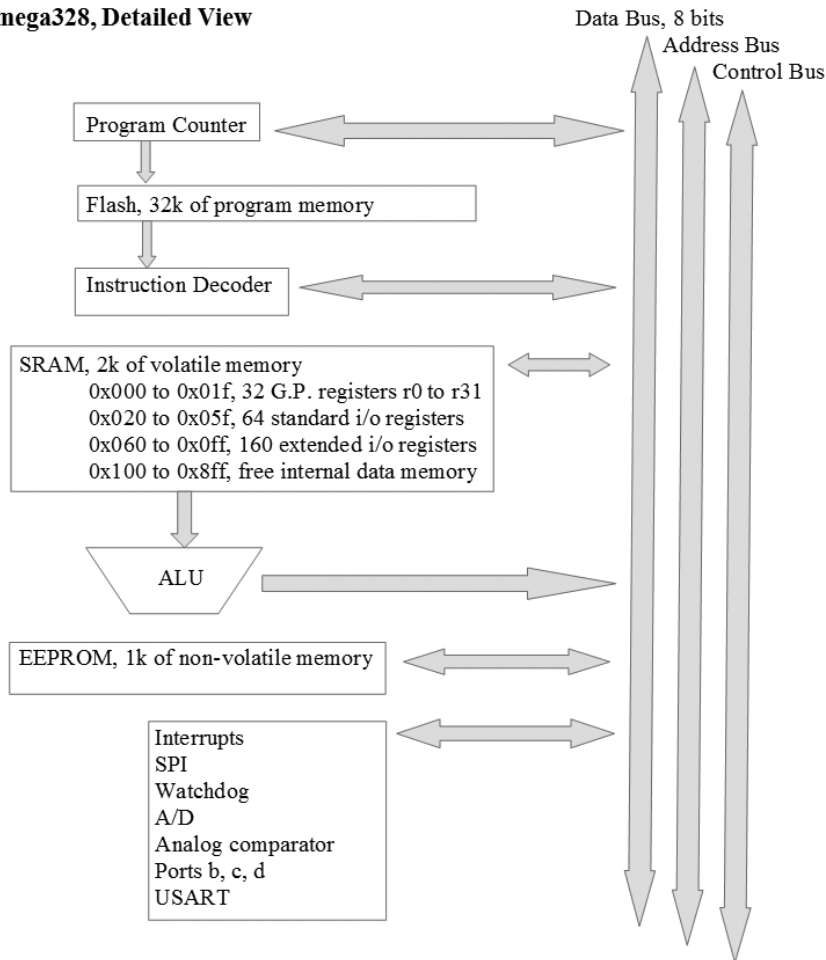 mega328, Detailed View
Data Bus, 8 bits
Address Bus
Control Bus
Program Counter
Flash, 32k of program memory
Instruction Decoder
SRAM, 2k of volatile memory
0x000 to 0x01f, 32 G.P. registers r0 to r31
0x020 to 0x05f, 64 standard i/o registers
0x060 to 0x0ff, 160 extended i/o registers
0x100 to 0x8ff, free internal data memory
ALU
EEPROM, 1k of non-volatile memory
Interrupts
SPI
Watchdog
A/D
Analog comparator
Ports b, c, d
USART